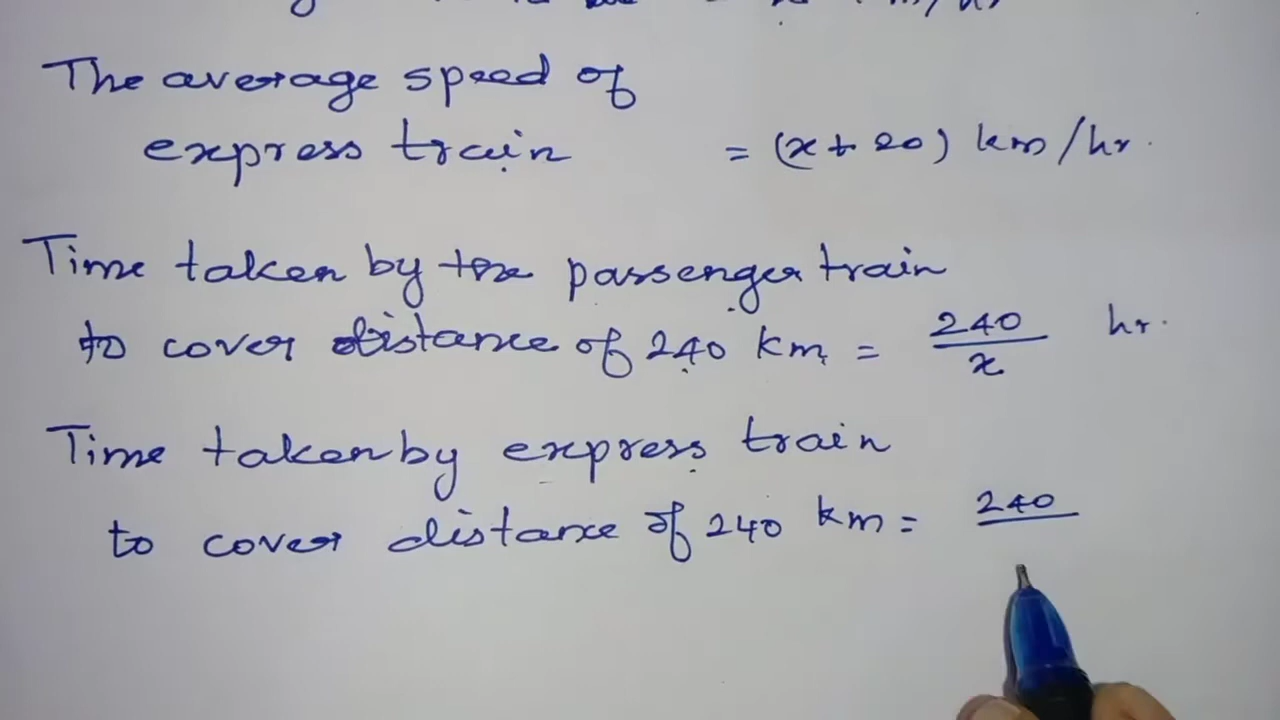 The average speed of
express train = (x + 20) km/hr.
Time taken by the passenger train
to cover distance of 240 km = 240/x hr.
Time taken by express train
to cover distance of 240 km = 240